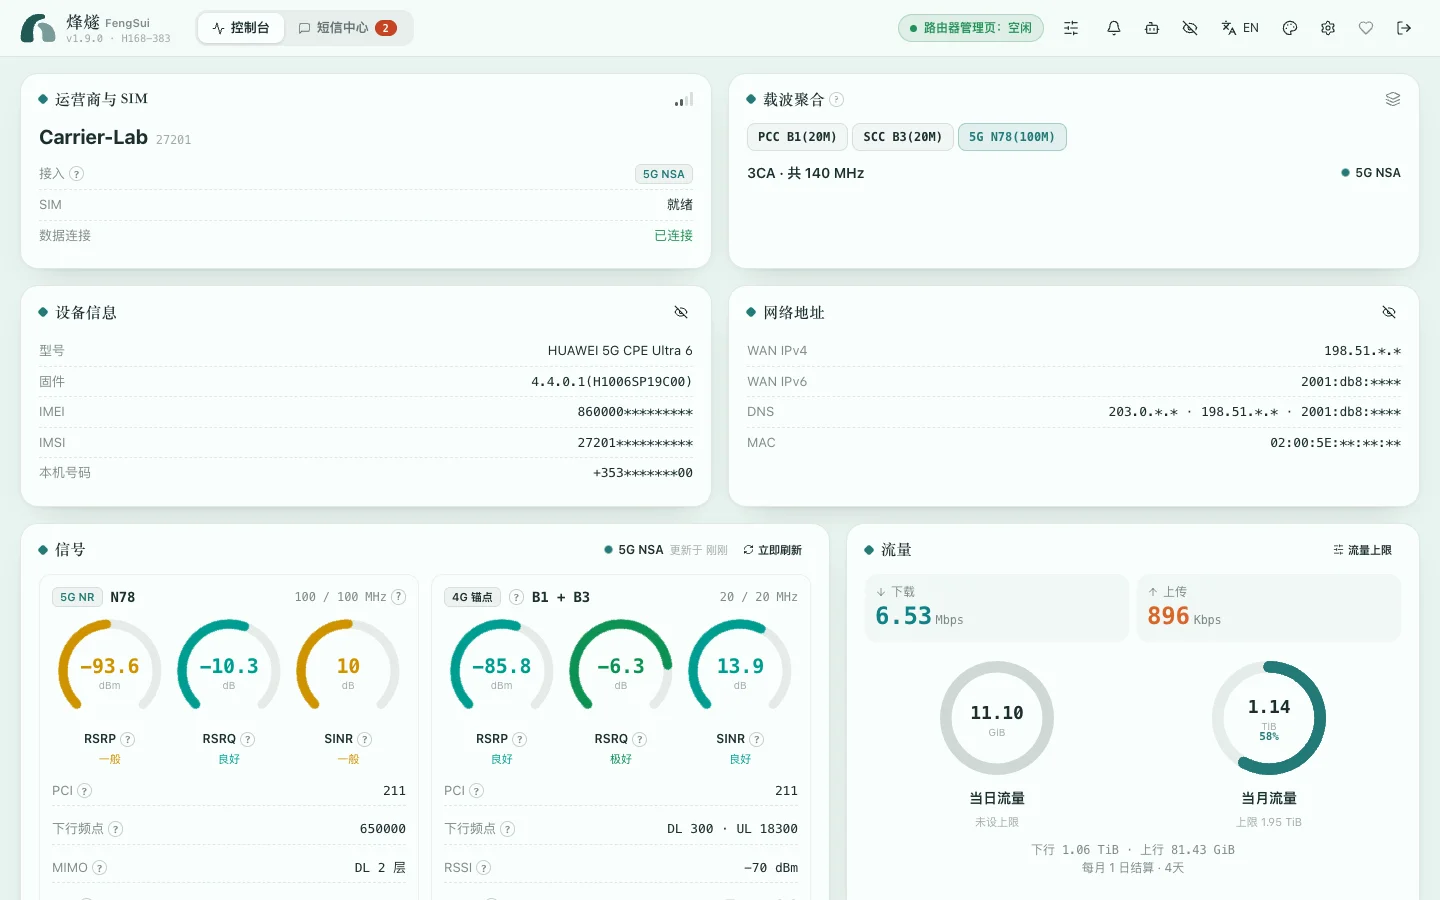 烽燧 FengSui
v1.9.0 · H168-383
控制台
短信中心 2
路由器管理页：空闲
EN
运营商与 SIM
Carrier-Lab 27201
接入 ?
5G NSA
SIM
就绪
数据连接
已连接
载波聚合 ?
PCC B1(20M) SCC B3(20M) 5G N78(100M)
3CA · 共 140 MHz
5G NSA
设备信息
型号
HUAWEI 5G CPE Ultra 6
固件
4.4.0.1(H1006SP19C00)
IMEI
860000*********
IMSI
27201**********
本机号码
+353*******00
网络地址
WAN IPv4
198.51.*.*
WAN IPv6
2001:db8:****
DNS
203.0.*.* · 198.51.*.* · 2001:db8:****
MAC
02:00:5E:**:**:**
信号
5G NSA 更新于 刚刚 立即刷新
5G NR N78
100 / 100 MHz ?
-93.6
dBm
RSRP ?
一般
-10.3
dB
RSRQ ?
良好
10
dB
SINR ?
一般
PCI ?
211
下行频点 ?
650000
MIMO ?
DL 2 层
4G 锚点 ? B1 + B3
20 / 20 MHz
-85.8
dBm
RSRP ?
良好
-6.3
dB
RSRQ ?
极好
13.9
dB
SINR ?
良好
PCI ?
211
下行频点 ?
DL 300 · UL 18300
RSSI ?
-70 dBm
流量
流量上限
↓ 下载
6.53 Mbps
↑ 上传
896 Kbps
11.10
GiB
当日流量
未设上限
1.14
TiB
58%
当月流量
上限 1.95 TiB
下行 1.06 TiB · 上行 81.43 GiB
每月 1 日结算 · 4天